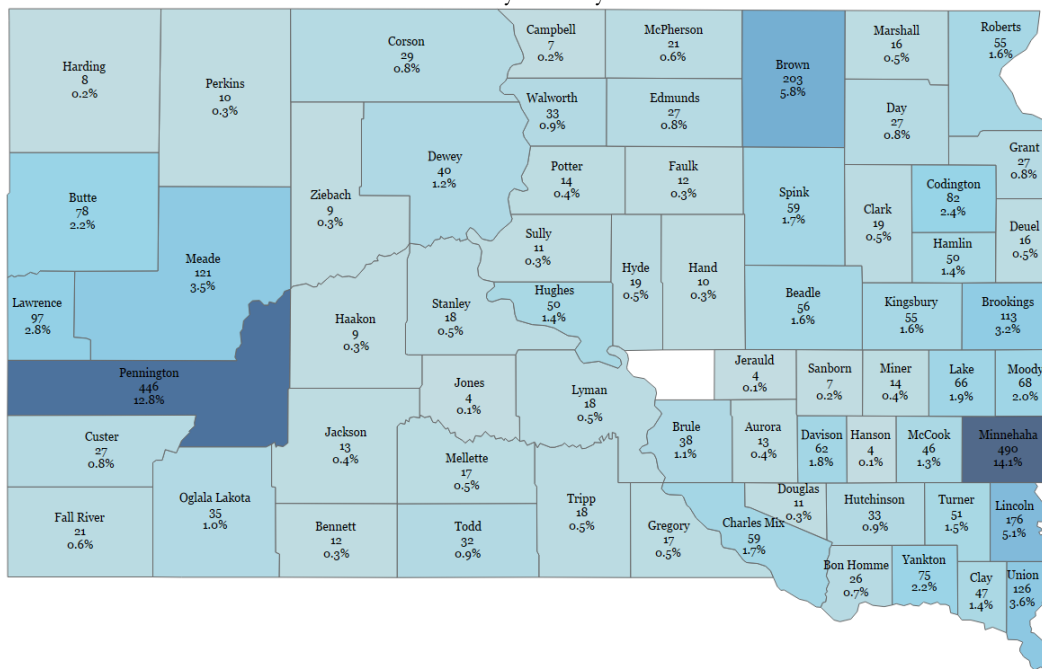 Harding
8
0.2%
Perkins
10
0.3%
Corson
29
0.8%
Campbell
7
0.2%
McPherson
21
0.6%
Brown
203
5.8%
Marshall
16
0.5%
Roberts
55
1.6%
Walworth
33
0.9%
Edmunds
27
0.8%
Day
27
0.8%
Grant
27
0.8%
Butte
78
2.2%
Meade
121
3.5%
Ziebach
9
0.3%
Dewey
40
1.2%
Potter
14
0.4%
Faulk
12
0.3%
Spink
59
1.7%
Clark
19
0.5%
Codington
82
2.4%
Deuel
16
0.5%
Hamlin
50
1.4%
Lawrence
97
2.8%
Haakon
9
0.3%
Stanley
18
0.5%
Sully
11
0.3%
Hughes
50
1.4%
Hyde
19
0.5%
Hand
10
0.3%
Beadle
56
1.6%
Kingsbury
55
1.6%
Brookings
113
3.2%
Pennington
446
12.8%
Jones
4
0.1%
Lyman
18
0.5%
Jerauld
4
0.1%
Sanborn
7
0.2%
Miner
14
0.4%
Lake
66
1.9%
Moody
68
2.0%
Custer
27
0.8%
Jackson
13
0.4%
Mellette
17
0.5%
Brule
38
1.1%
Aurora
13
0.4%
Davison
62
1.8%
Hanson
4
0.1%
McCook
46
1.3%
Minnehaha
490
14.1%
Fall River
21
0.6%
Oglala Lakota
35
1.0%
Bennett
12
0.3%
Todd
32
0.9%
Tripp
18
0.5%
Gregory
17
0.5%
Charles Mix
59
1.7%
Douglas
11
0.3%
Hutchinson
33
0.9%
Turner
51
1.5%
Lincoln
176
5.1%
Bon Homme
26
0.7%
Yankton
75
2.2%
Clay
47
1.4%
Union
126
3.6%